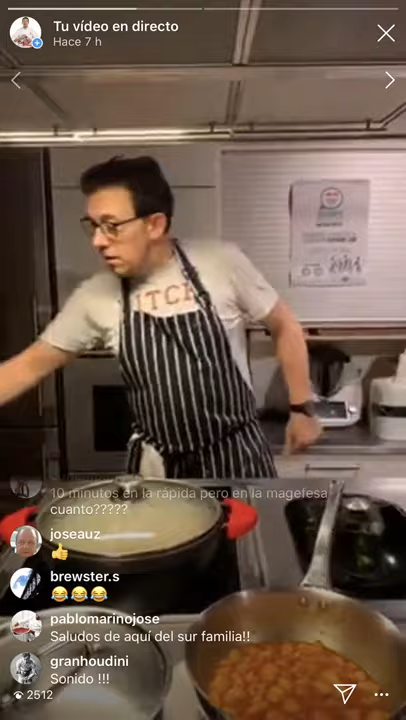 Tu vídeo en directo
Hace 7 h
10 minutos en la rápida pero en la magefesa
cuanto?????
joseauz
👍
brewster.s
😂😂😂
pablomarinojose
Saludos de aquí del sur familia!!
granhoudini
Sonido !!!
2512